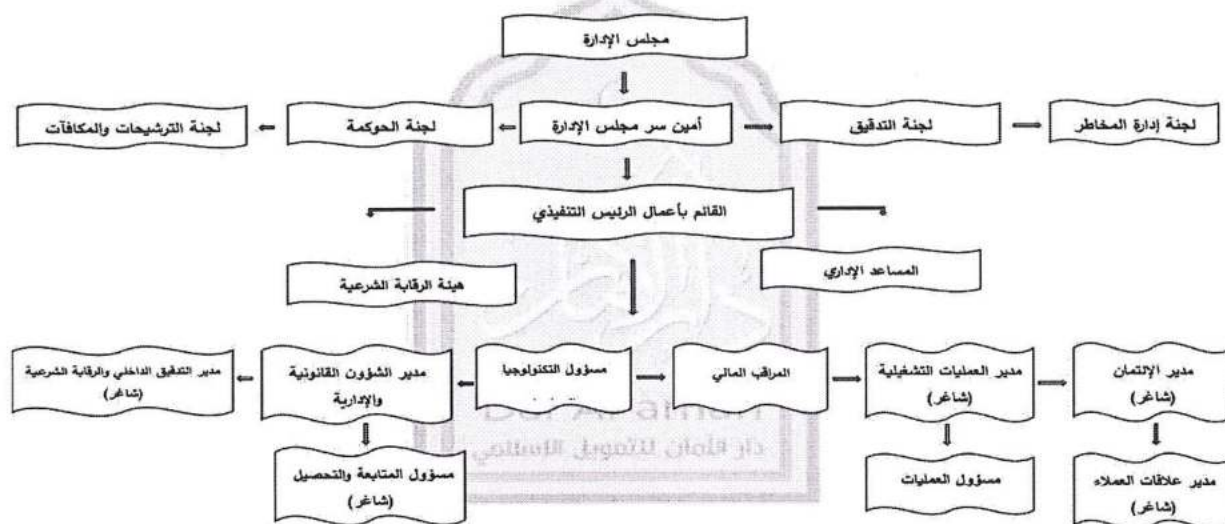 مجلس الإدارة
لجنة إدارة المخاطر
لجنة التدقيق
أمين سر مجلس الإدارة
لجنة الحوكمة
لجنة الترشيحات والمكافآت
القائم بأعمال الرئيس التنفيذي
المساعد الإداري
هيئة الرقابة الشرعية
مدير الإئتمان
(شاغر)
مدير العمليات التشغيلية
(شاغر)
المراقب المالي
مسؤول التكنولوجيا
مدير الشؤون القانونية
والإدارية
مدير التدقيق الداخلي والرقابة الشرعية
(شاغر)
دار الأمان للتمويل الإسلامي
مدير علاقات العملاء
(شاغر)
مسؤول العمليات
مسؤول المتابعة والتحصيل
(شاغر)